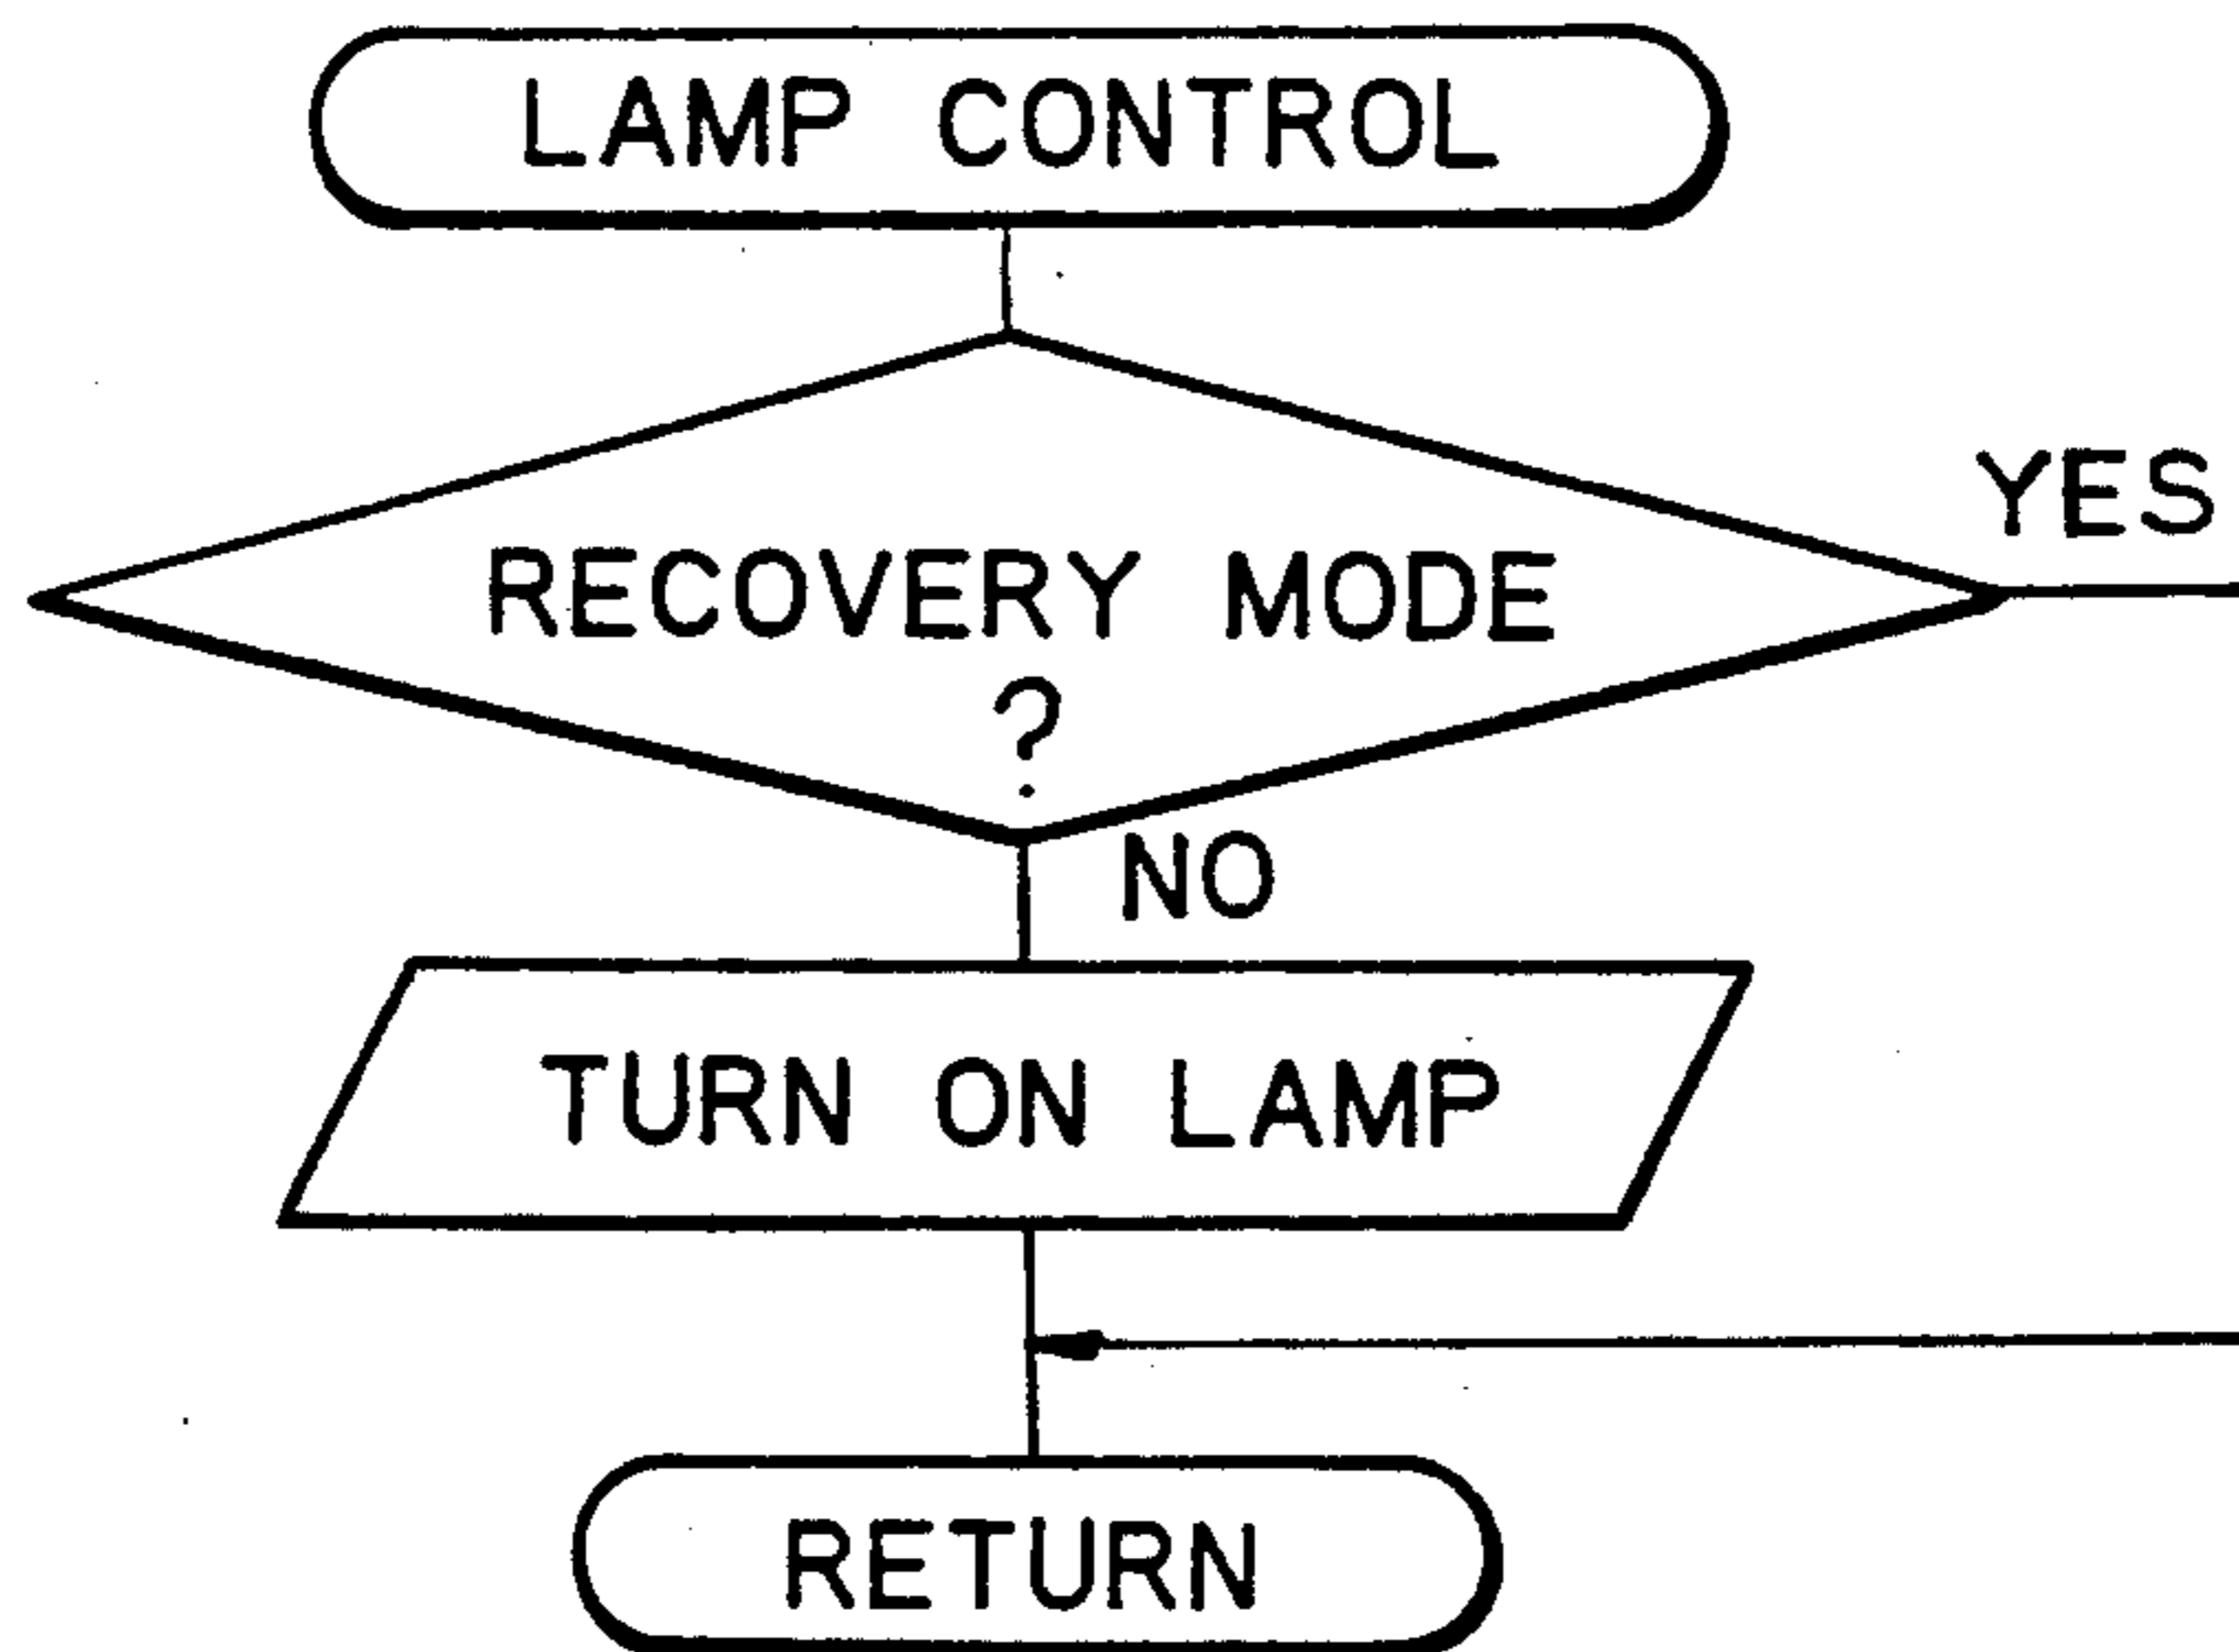 LAMP CONTROL
YES
RECOVERY MODE
?
NO
TURN ON LAMP
RETURN